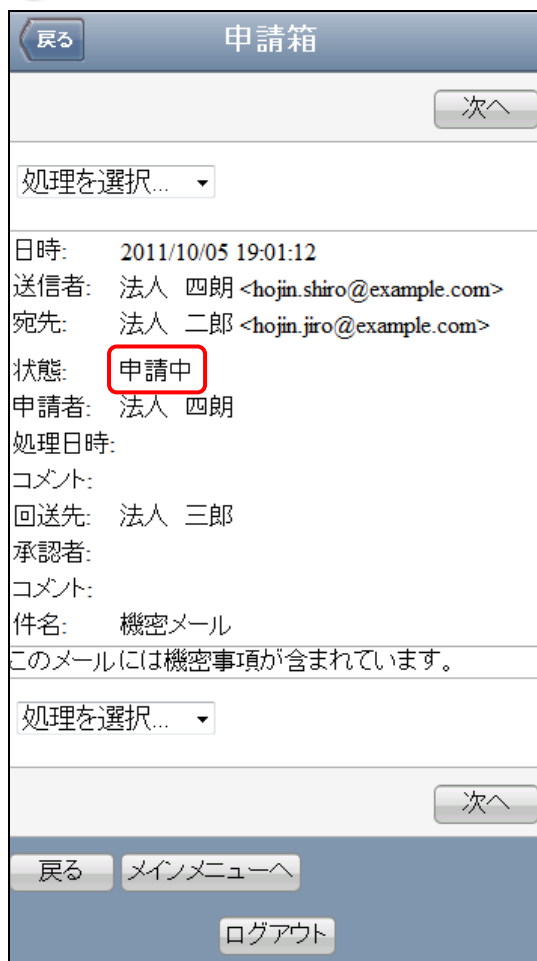 戻る 申請箱
次へ
処理を選択...
日時: 2011/10/05 19:01:12
送信者: 法人 四朗 <hojin.shiro@example.com>
宛先: 法人 二郎 <hojin.jiro@example.com>
状態: 申請中
申請者: 法人 四朗
処理日時:
コメント:
回送先: 法人 三郎
承認者:
コメント:
件名: 機密メール
このメールには機密事項が含まれています。
処理を選択...
次へ
戻る メインメニューへ
ログアウト